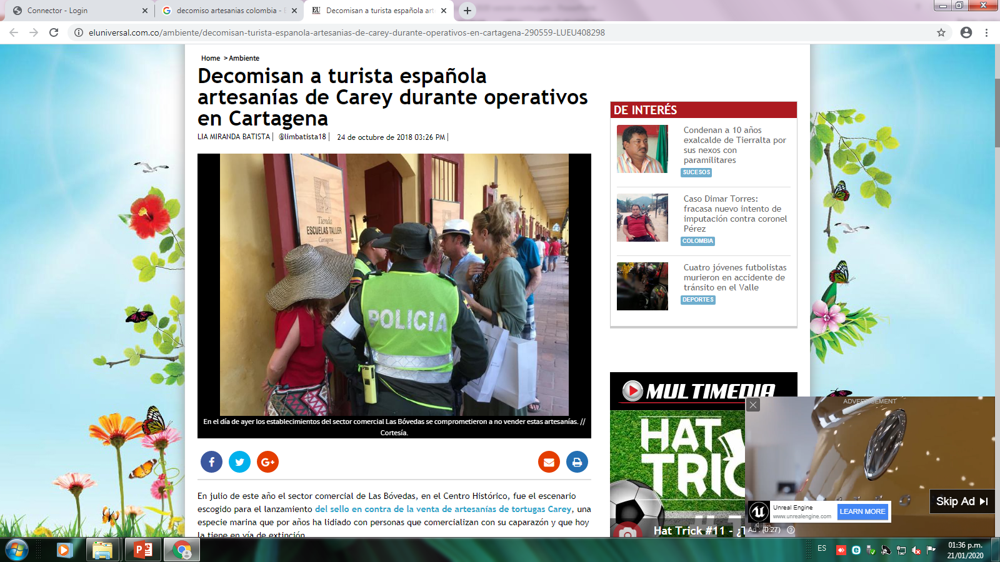 Connector - Login
decomiso artesanias colombia - B
Decomisan a turista española art
eluniversal.com.co/ambiente/decomisan-turista-espanola-artesanias-de-carey-durante-operativos-en-cartagena-290559-LUEU408298
Home > Ambiente
Decomisan a turista española
artesanías de Carey durante operativos
en Cartagena
LIA MIRANDA BATISTA | @limbatista18 | 24 de octubre de 2018 03:26 PM |
Tienda
ESCUELAS TALLER
Cartagena
POLICIA
En el día de ayer los establecimientos del sector comercial Las Bóvedas se comprometieron a no vender estas artesanías. //
Cortesía.
En julio de este año el sector comercial de Las Bóvedas, en el Centro Histórico, fue el escenario
escogido para el lanzamiento del sello en contra de la venta de artesanías de tortugas Carey, una
especie marina que por años ha lidiado con personas que comercializan con su caparazón y que hoy
la tiene en vía de extinción
DE INTERÉS
Condenan a 10 años
exalcalde de Tierralta por
sus nexos con
paramilitares
SUCESOS
Caso Dimar Torres:
fracasa nuevo intento de
imputación contra coronel
Pérez
COLOMBIA
Cuatro jóvenes futbolistas
murieron en accidente de
tránsito en el Valle
DEPORTES
MULTIMEDIA
HAT
TRIC
Hat Trick #11 - ¿T
ADVERTISEMENT
Skip Ad
Unreal Engine
www.unrealengine.com
LEARN MORE
Ad · (0:27)
ES
01:36 p.m.
21/01/2020